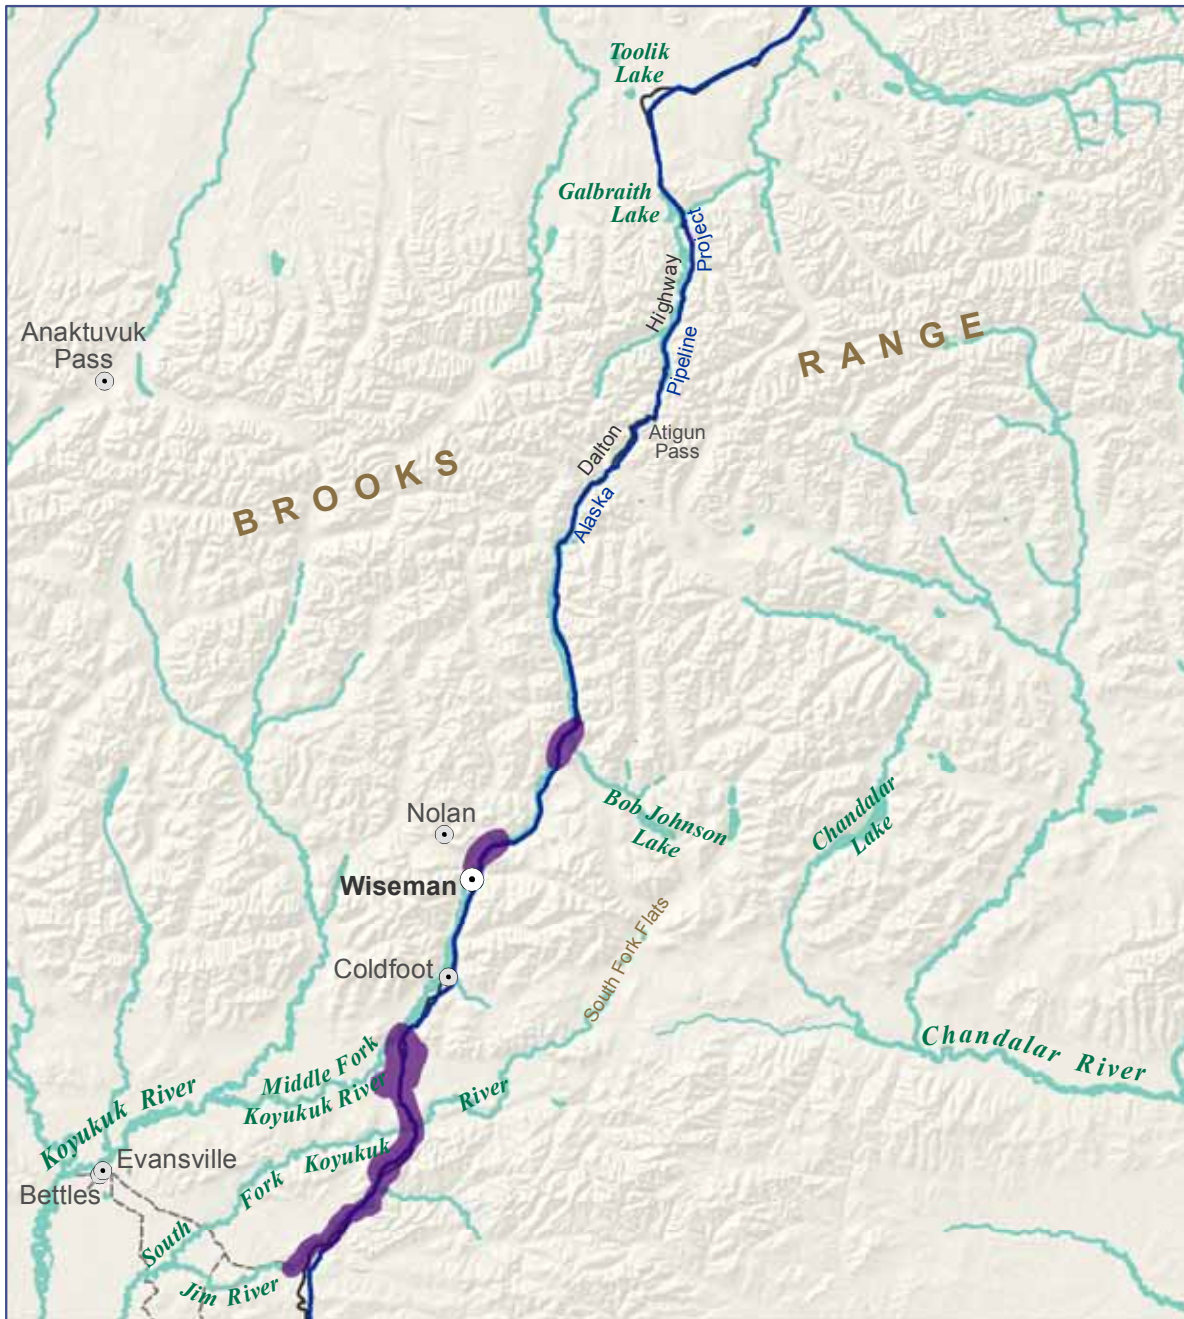 Toolik
Lake
Galbraith
Lake
Project
Highway
Anaktuvuk
Pass
RANGE
Pipeline
Atigun
Pass
Dalton
BROOKS
Alaska
Bob Johnson
Lake
Chandalar
Lake
Nolan
Wiseman
South Fork Flats
Coldfoot
Chandalar River
Middle Fork
Koyukuk River
Koyukuk River
River
Koyukuk
Fork
South
Evansville
Bettles
Jim River